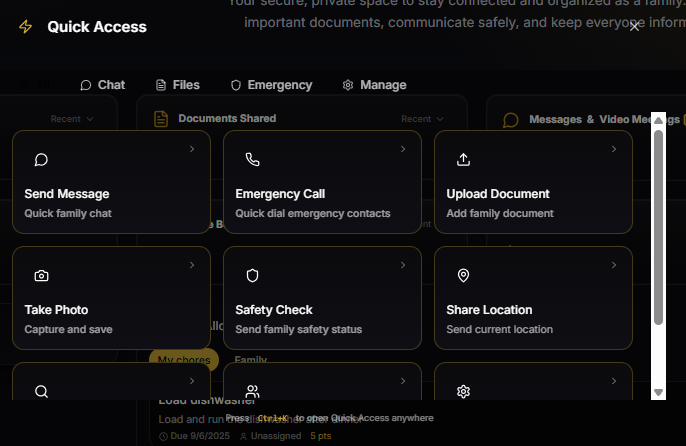 Your secure, private space to stay connected and organized as a family.
Quick Access
important documents, communicate safely, and keep everyone inform
Chat
Files
Emergency
Manage
Recent
Documents Shared
Recent
Messages & Video Meetings
Send Message
Quick family chat
Emergency Call
Quick dial emergency contacts
Upload Document
Add family document
Take Photo
Capture and save
Safety Check
Send family safety status
Share Location
Send current location
My chores
Family
Load dishwasher
Load and run the dishwasher after dinner
Press Ctrl+K to open Quick Access anywhere
Due 9/6/2025
Unassigned
5 pts